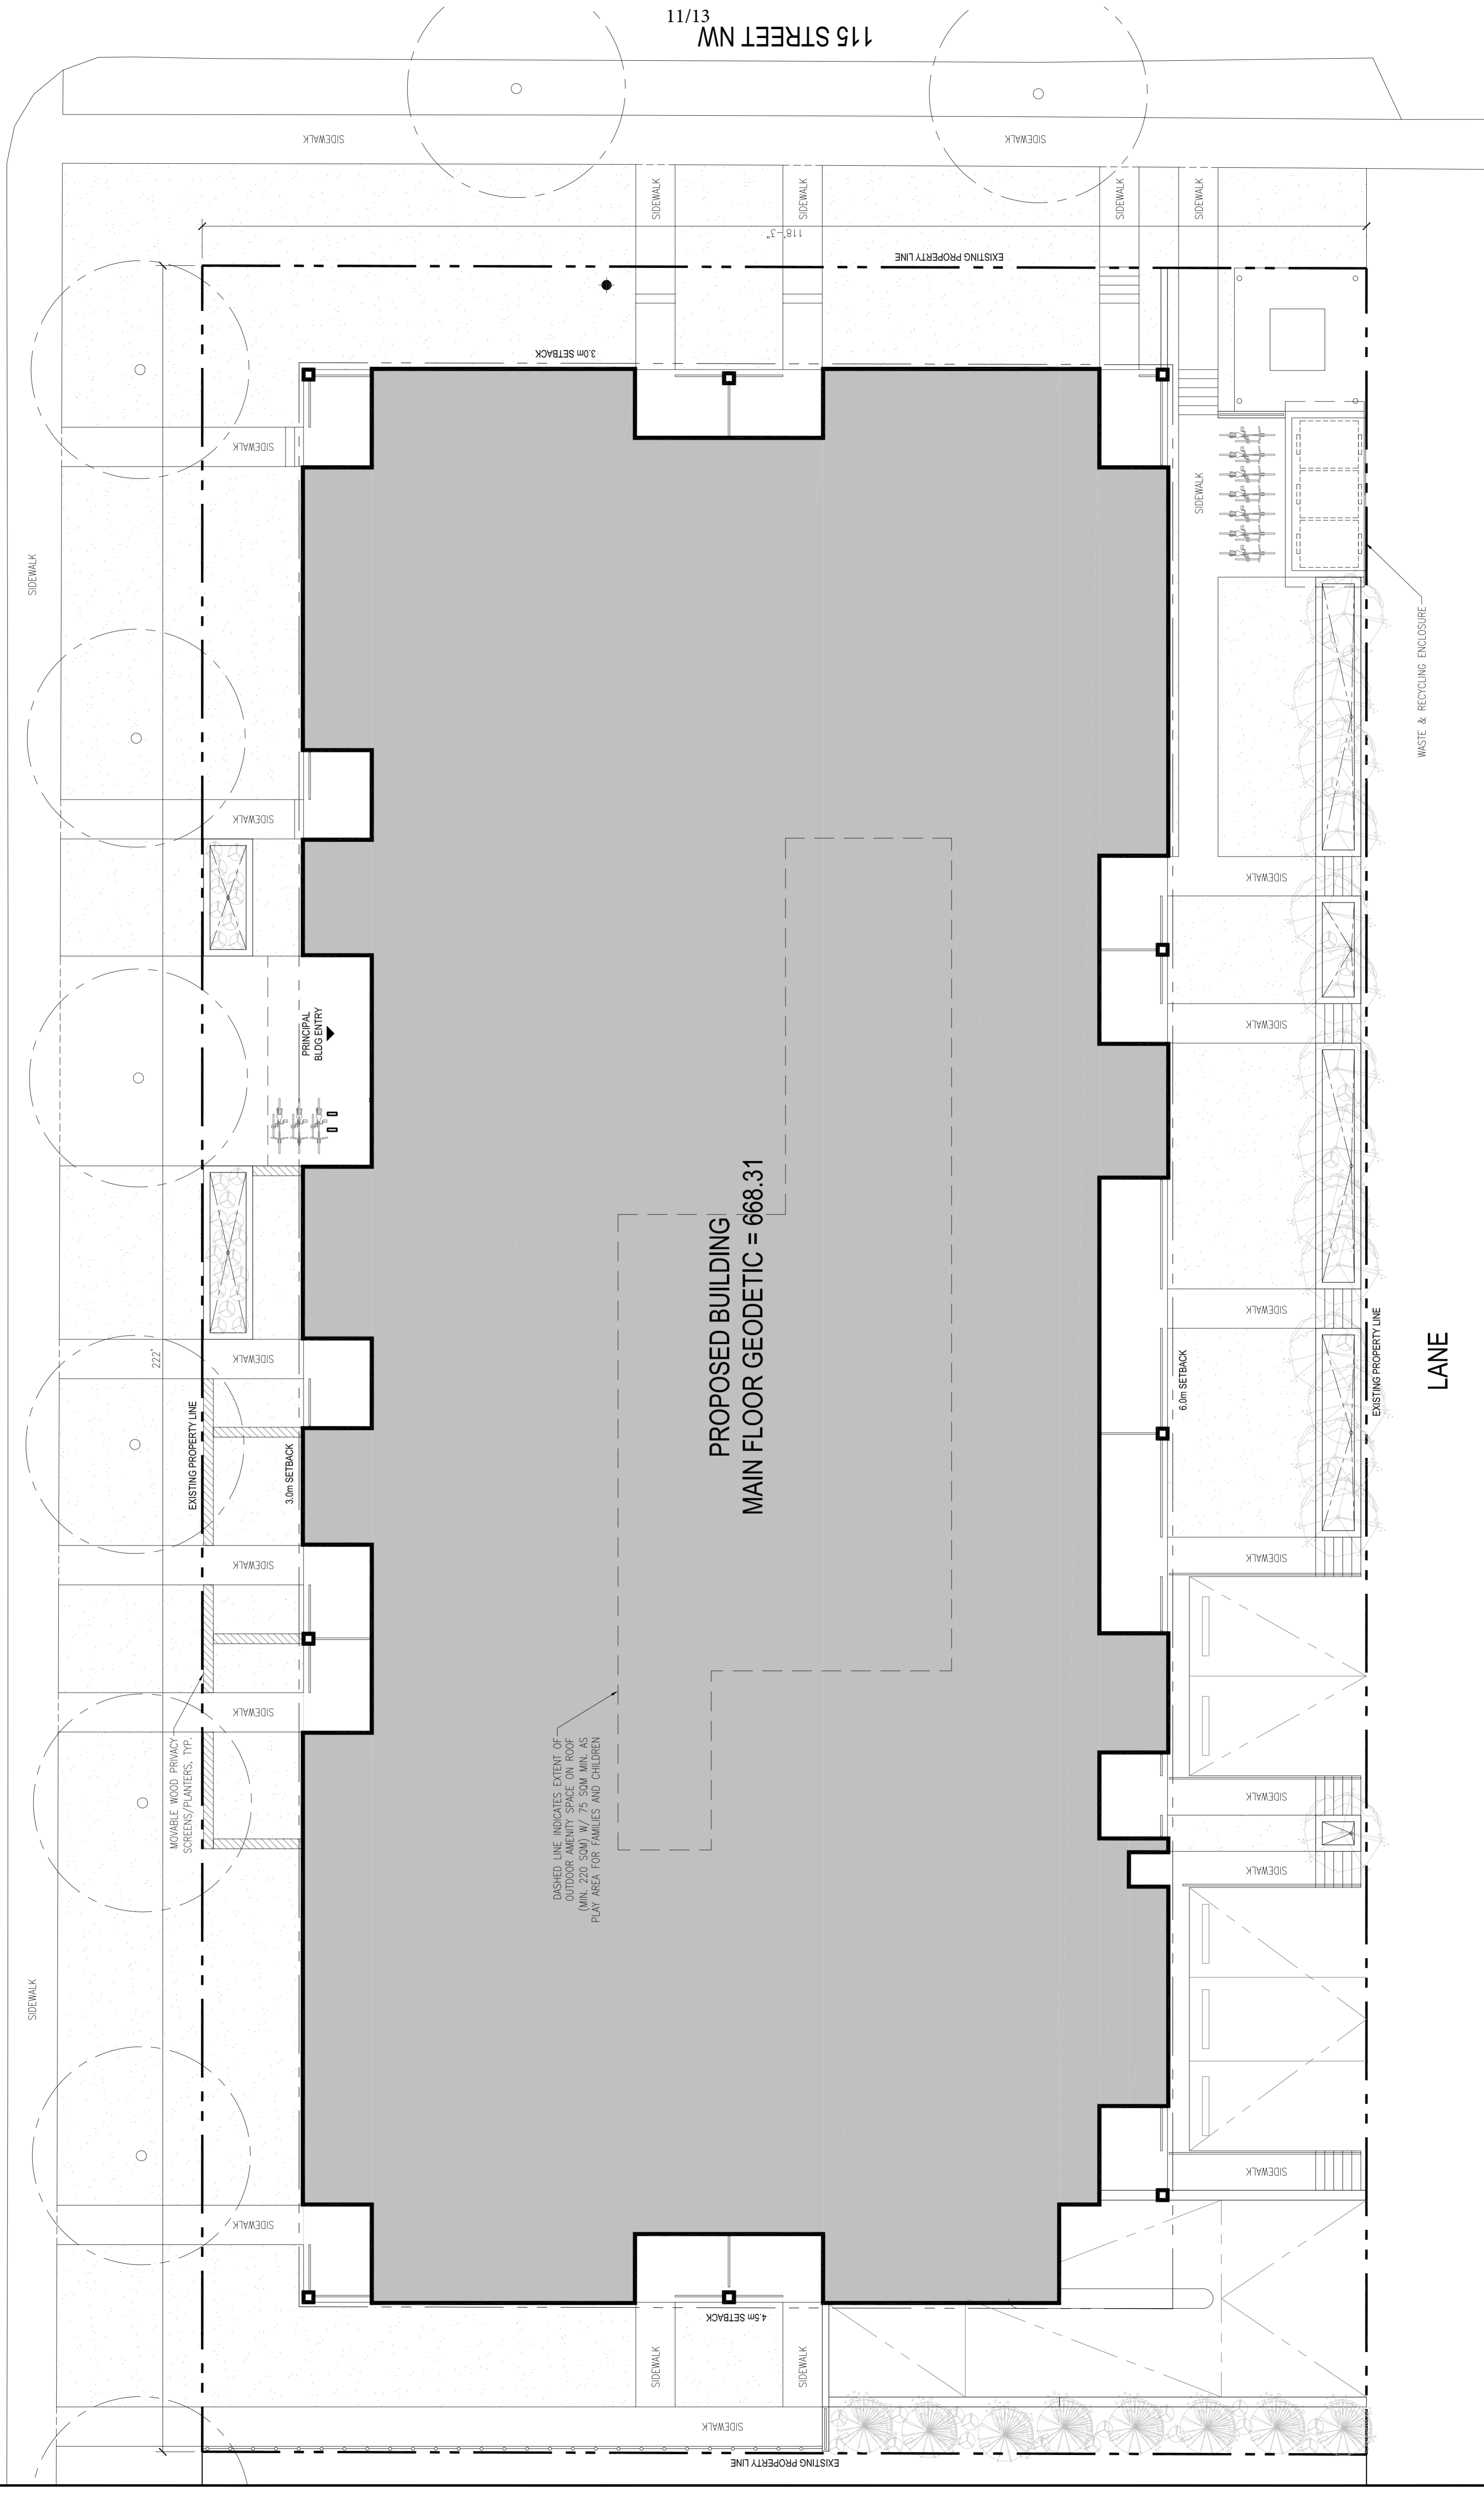 11/13
115 STREET NW
SIDEWALK
SIDEWALK
SIDEWALK
SIDEWALK
SIDEWALK
SIDEWALK
118'-3"
EXISTING PROPERTY LINE
3.0m SETBACK
SIDEWALK
SIDEWALK
SIDEWALK
WASTE & RECYCLING ENCLOSURE
SIDEWALK
SIDEWALK
PRINCIPAL
BLDG ENTRY
SIDEWALK
PROPOSED BUILDING
MAIN FLOOR GEODETIC = 668.31
SIDEWALK
222'
SIDEWALK
EXISTING PROPERTY LINE
3.0m SETBACK
6.0m SETBACK
EXISTING PROPERTY LINE
LANE
SIDEWALK
SIDEWALK
SIDEWALK
MOVABLE WOOD PRIVACY
SCREENS/PLANTERS, TYP.
DASHED LINE INDICATES EXTENT OF
OUTDOOR AMENITY SPACE ON ROOF
(MIN. 220 SQM) W/ 75 SQM MIN. AS
PLAY AREA FOR FAMILIES AND CHILDREN
SIDEWALK
SIDEWALK
SIDEWALK
SIDEWALK
SIDEWALK
4.5m SETBACK
SIDEWALK
SIDEWALK
SIDEWALK
EXISTING PROPERTY LINE